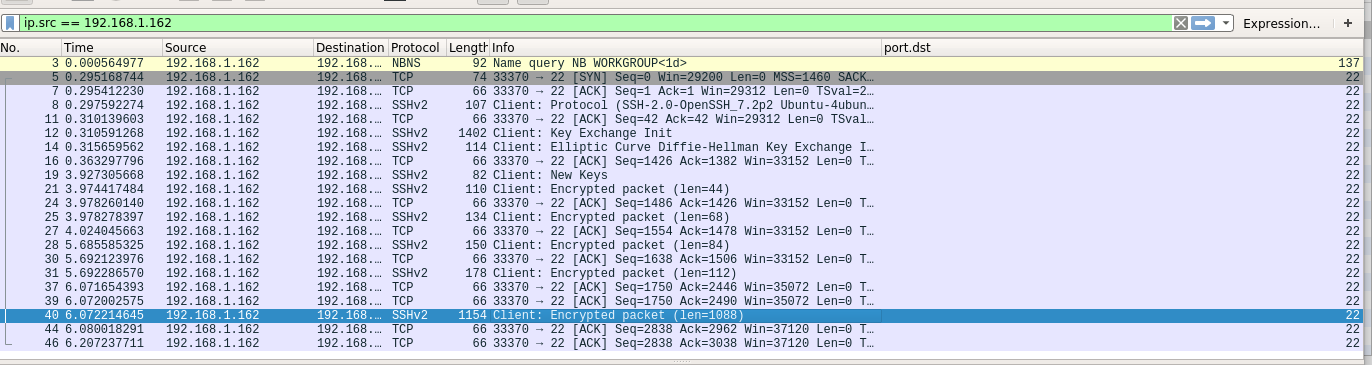 ip.src == 192.168.1.162 Expression… +
No. Time Source Destination Protocol Length Info port.dst
3 0.000564977 192.168.1.162 192.168.… NBNS 92 Name query NB WORKGROUP<1d> 137
5 0.295168744 192.168.1.162 192.168.… TCP 74 33370 → 22 [SYN] Seq=0 Win=29200 Len=0 MSS=1460 SACK… 22
7 0.295412230 192.168.1.162 192.168.… TCP 66 33370 → 22 [ACK] Seq=1 Ack=1 Win=29312 Len=0 TSval=2… 22
8 0.297592274 192.168.1.162 192.168.… SSHv2 107 Client: Protocol (SSH-2.0-OpenSSH_7.2p2 Ubuntu-4ubun… 22
11 0.310139603 192.168.1.162 192.168.… TCP 66 33370 → 22 [ACK] Seq=42 Ack=42 Win=29312 Len=0 TSval… 22
12 0.310591268 192.168.1.162 192.168.… SSHv2 1402 Client: Key Exchange Init 22
14 0.315659562 192.168.1.162 192.168.… SSHv2 114 Client: Elliptic Curve Diffie-Hellman Key Exchange I… 22
16 0.363297796 192.168.1.162 192.168.… TCP 66 33370 → 22 [ACK] Seq=1426 Ack=1382 Win=33152 Len=0 T… 22
19 3.927305668 192.168.1.162 192.168.… SSHv2 82 Client: New Keys 22
21 3.974417484 192.168.1.162 192.168.… SSHv2 110 Client: Encrypted packet (len=44) 22
24 3.978260140 192.168.1.162 192.168.… TCP 66 33370 → 22 [ACK] Seq=1486 Ack=1426 Win=33152 Len=0 T… 22
25 3.978278397 192.168.1.162 192.168.… SSHv2 134 Client: Encrypted packet (len=68) 22
27 4.024045663 192.168.1.162 192.168.… TCP 66 33370 → 22 [ACK] Seq=1554 Ack=1478 Win=33152 Len=0 T… 22
28 5.685585325 192.168.1.162 192.168.… SSHv2 150 Client: Encrypted packet (len=84) 22
30 5.692123976 192.168.1.162 192.168.… TCP 66 33370 → 22 [ACK] Seq=1638 Ack=1506 Win=33152 Len=0 T… 22
31 5.692286570 192.168.1.162 192.168.… SSHv2 178 Client: Encrypted packet (len=112) 22
37 6.071654393 192.168.1.162 192.168.… TCP 66 33370 → 22 [ACK] Seq=1750 Ack=2446 Win=35072 Len=0 T… 22
39 6.072002575 192.168.1.162 192.168.… TCP 66 33370 → 22 [ACK] Seq=1750 Ack=2490 Win=35072 Len=0 T… 22
40 6.072214645 192.168.1.162 192.168.… SSHv2 1154 Client: Encrypted packet (len=1088) 22
44 6.080018291 192.168.1.162 192.168.… TCP 66 33370 → 22 [ACK] Seq=2838 Ack=2962 Win=37120 Len=0 T… 22
46 6.207237711 192.168.1.162 192.168.… TCP 66 33370 → 22 [ACK] Seq=2838 Ack=3038 Win=37120 Len=0 T… 22